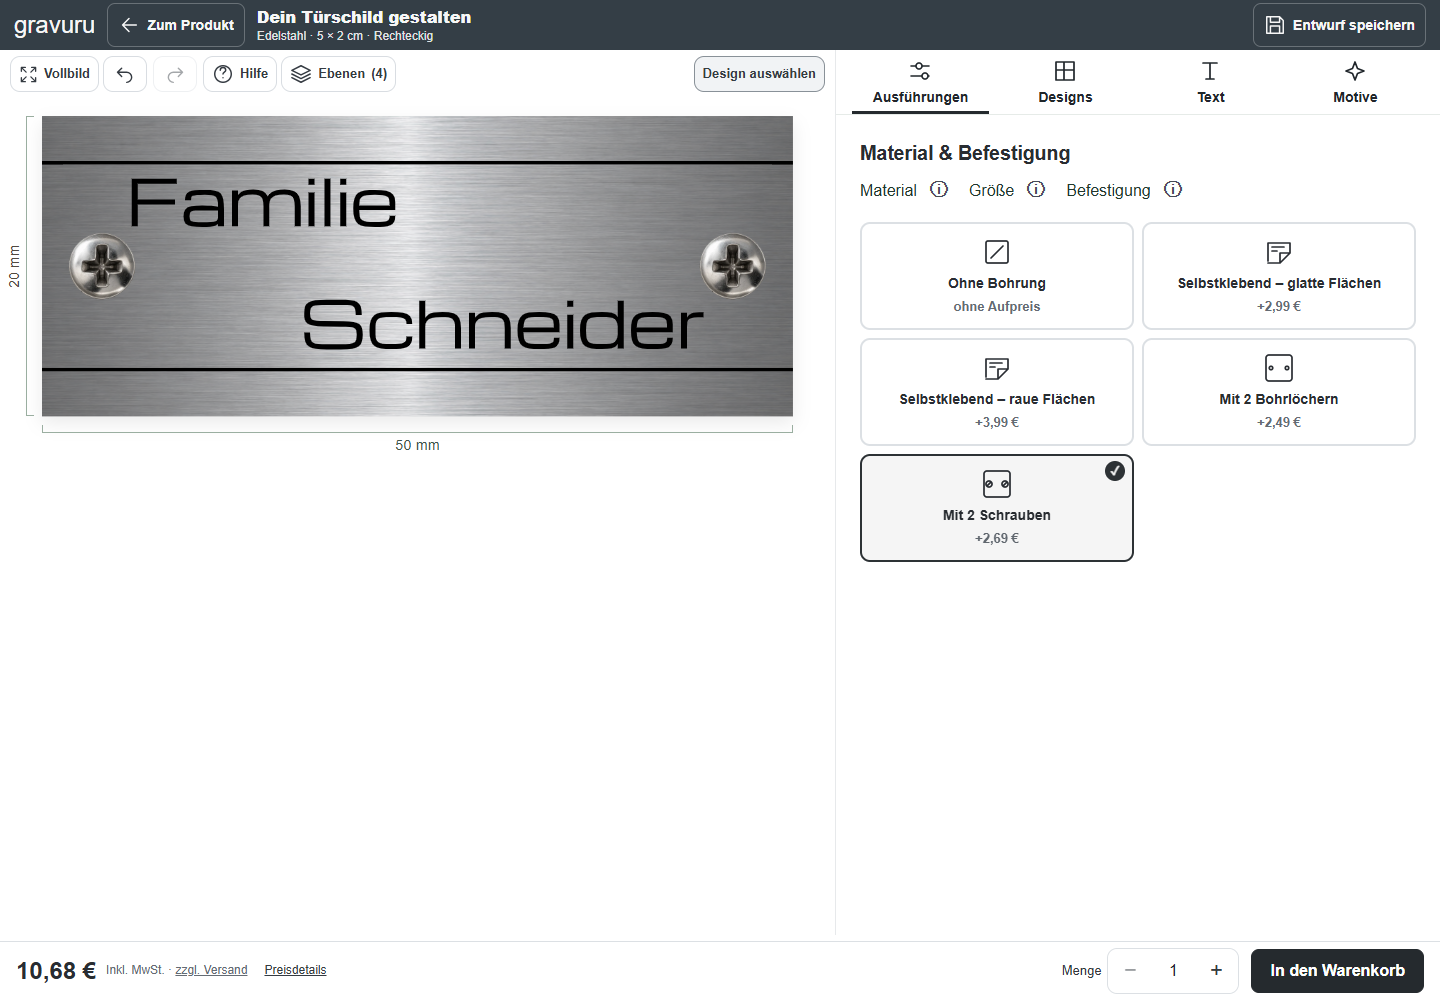 gravuru
Zum Produkt
Dein Türschild gestalten
Edelstahl · 5 × 2 cm · Rechteckig
Entwurf speichern
Vollbild
Hilfe
Ebenen (4)
Design auswählen
Ausführungen
Designs
Text
Motive
20 mm
Familie
Schneider
50 mm
Material & Befestigung
Material
Größe
Befestigung
Ohne Bohrung
ohne Aufpreis
Selbstklebend – glatte Flächen
+2,99 €
Selbstklebend – raue Flächen
+3,99 €
Mit 2 Bohrlöchern
+2,49 €
Mit 2 Schrauben
+2,69 €
10,68 €
Inkl. MwSt. · zzgl. Versand
Preisdetails
Menge
− 1 +
In den Warenkorb